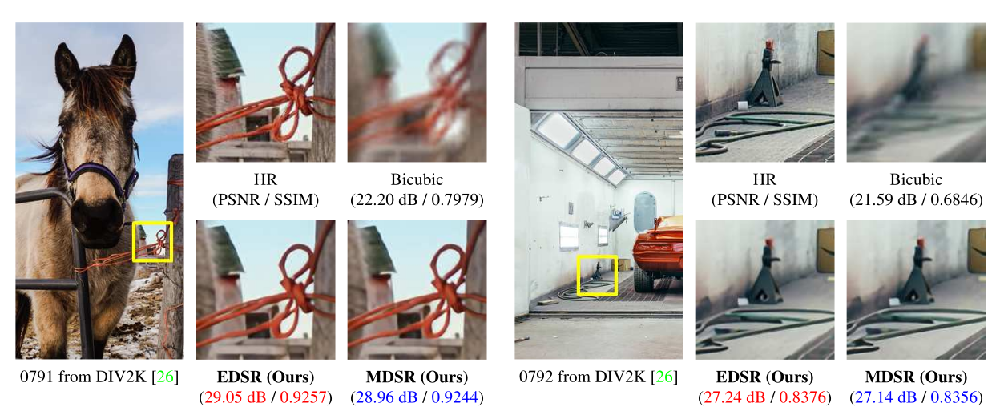 HR
(PSNR / SSIM)
Bicubic
(22.20 dB / 0.7979)
0791 from DIV2K [26]
EDSR (Ours)
(29.05 dB / 0.9257)
MDSR (Ours)
(28.96 dB / 0.9244)
HR
(PSNR / SSIM)
Bicubic
(21.59 dB / 0.6846)
0792 from DIV2K [26]
EDSR (Ours)
(27.24 dB / 0.8376)
MDSR (Ours)
(27.14 dB / 0.8356)